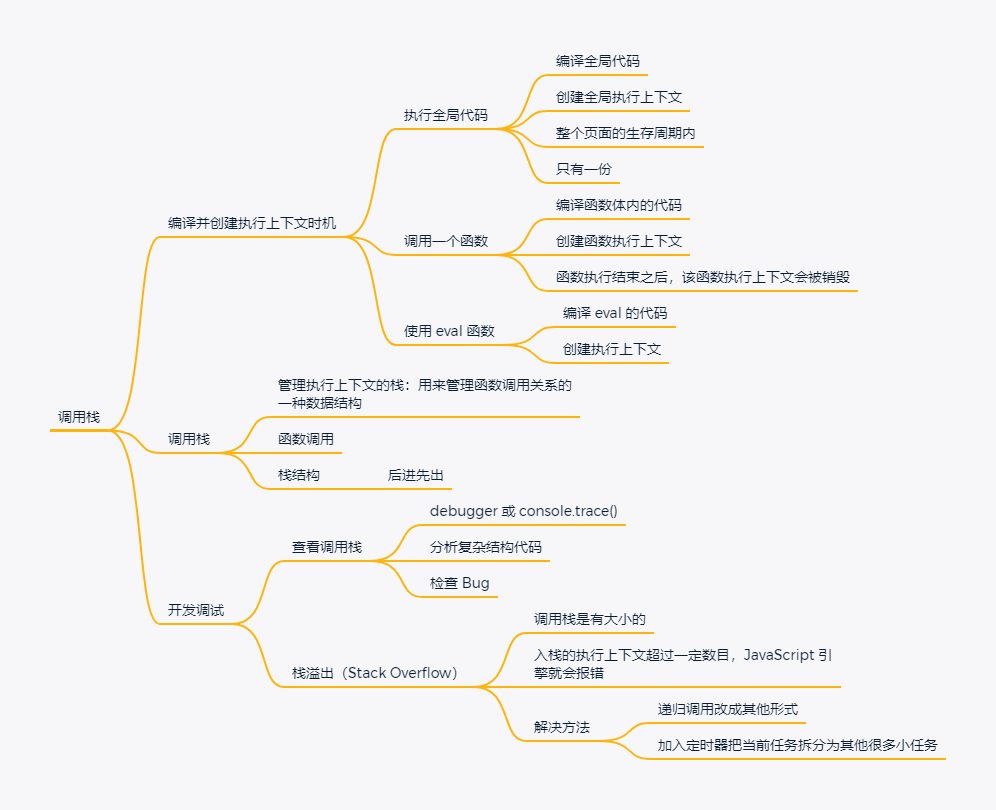 调用栈
编译并创建执行上下文时机
执行全局代码
编译全局代码
创建全局执行上下文
整个页面的生存周期内
只有一份
调用一个函数
编译函数体内的代码
创建函数执行上下文
函数执行结束之后，该函数执行上下文会被销毁
使用 eval 函数
编译 eval 的代码
创建执行上下文
调用栈
管理执行上下文的栈：用来管理函数调用关系的
一种数据结构
函数调用
栈结构
后进先出
开发调试
查看调用栈
debugger 或 console.trace()
分析复杂结构代码
检查 Bug
栈溢出（Stack Overflow）
调用栈是有大小的
入栈的执行上下文超过一定数目，JavaScript 引
擎就会报错
解决方法
递归调用改成其他形式
加入定时器把当前任务拆分为其他很多小任务